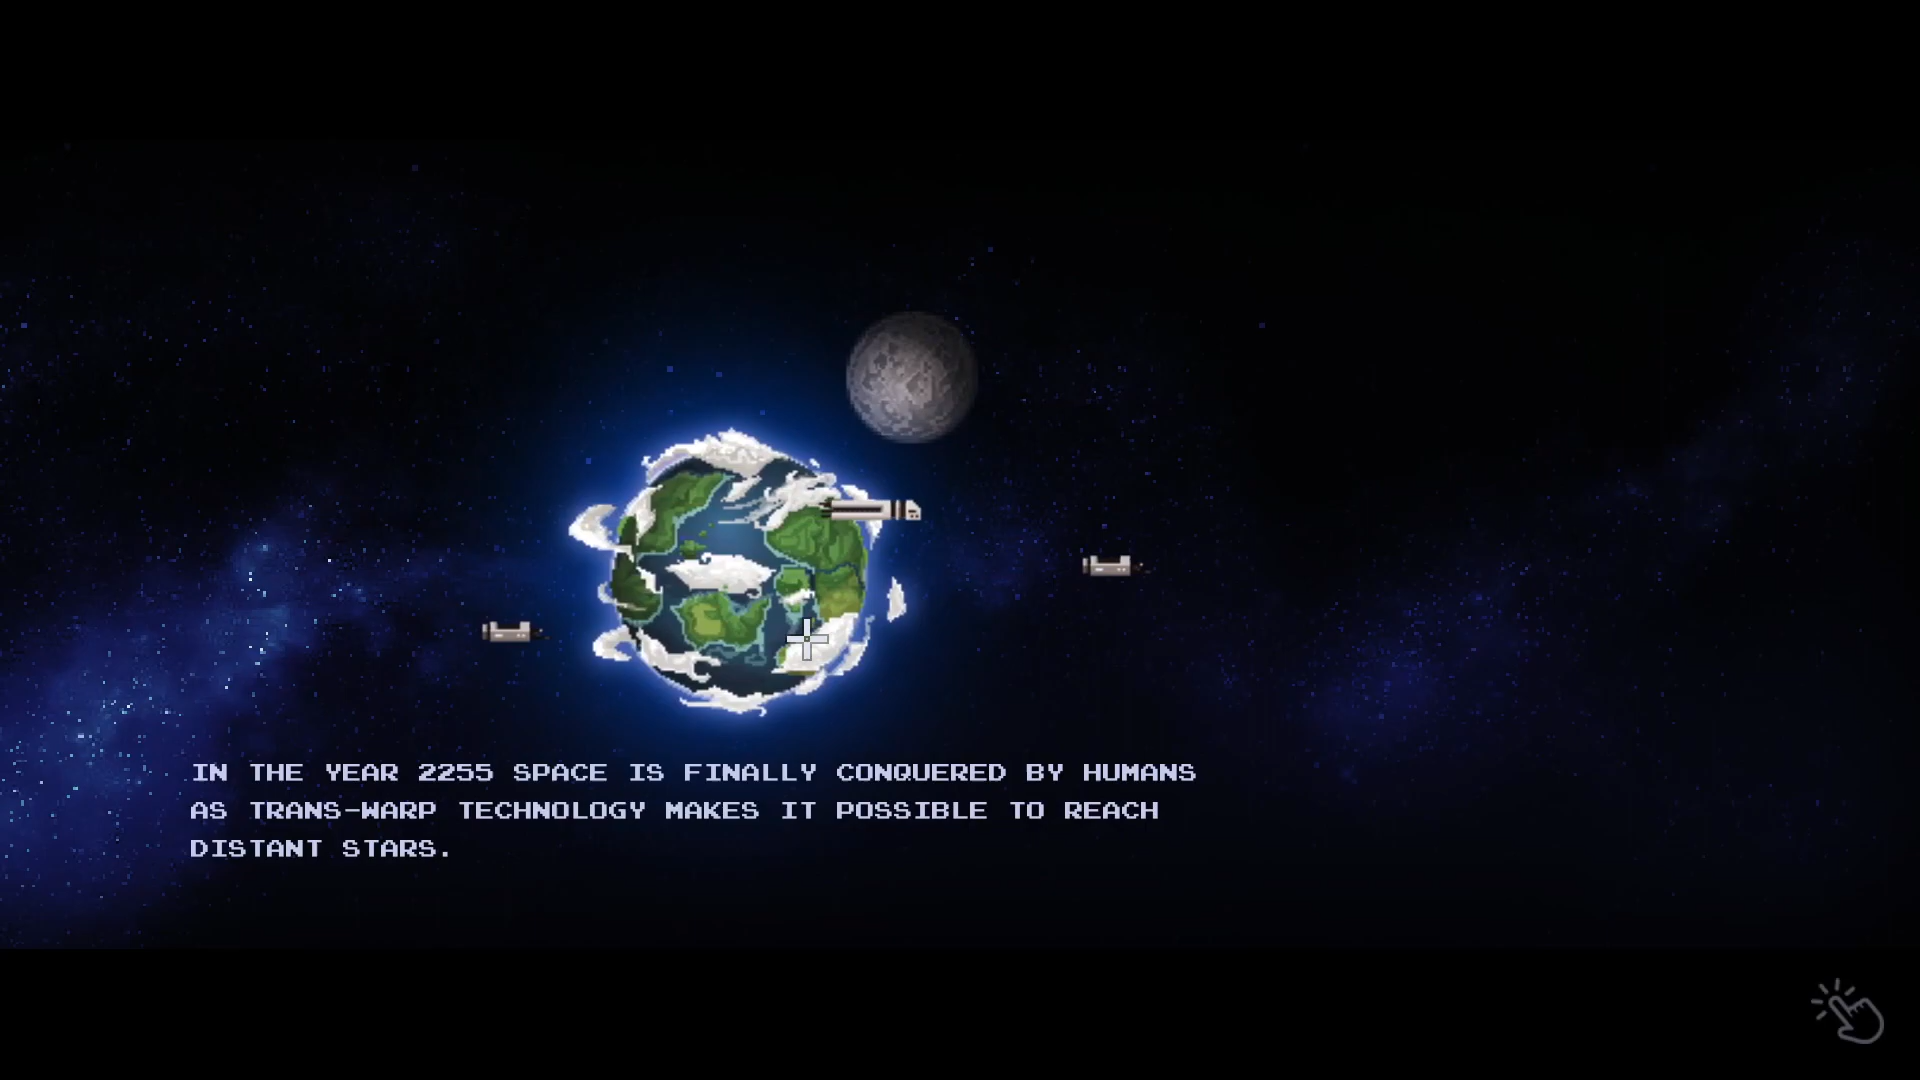 IN THE YEAR 2255 SPACE IS FINALLY CONQUERED BY HUMANS
AS TRANS-WARP TECHNOLOGY MAKES IT POSSIBLE TO REACH
DISTANT STARS.